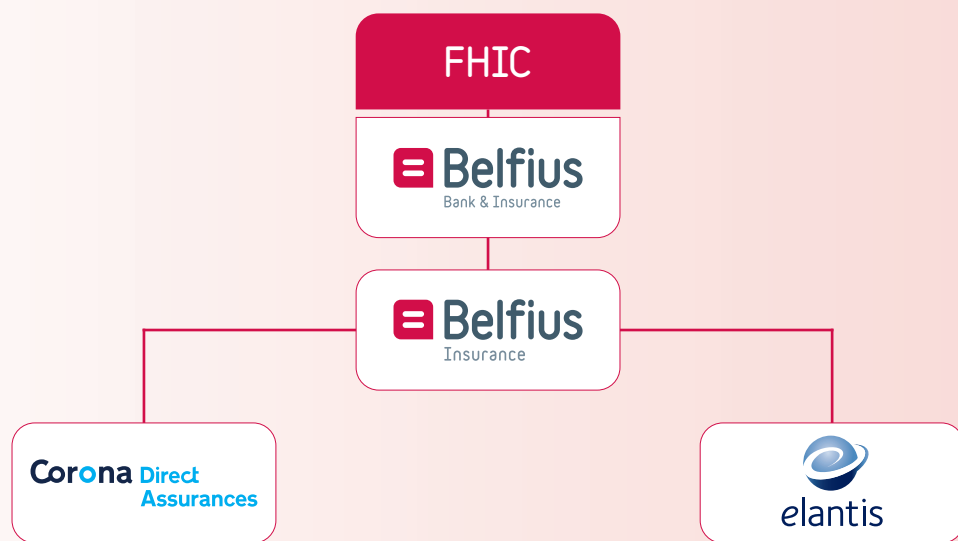 FHIC
Belfius
Bank & Insurance
Belfius
Insurance
Corona Direct
Assurances
elantis